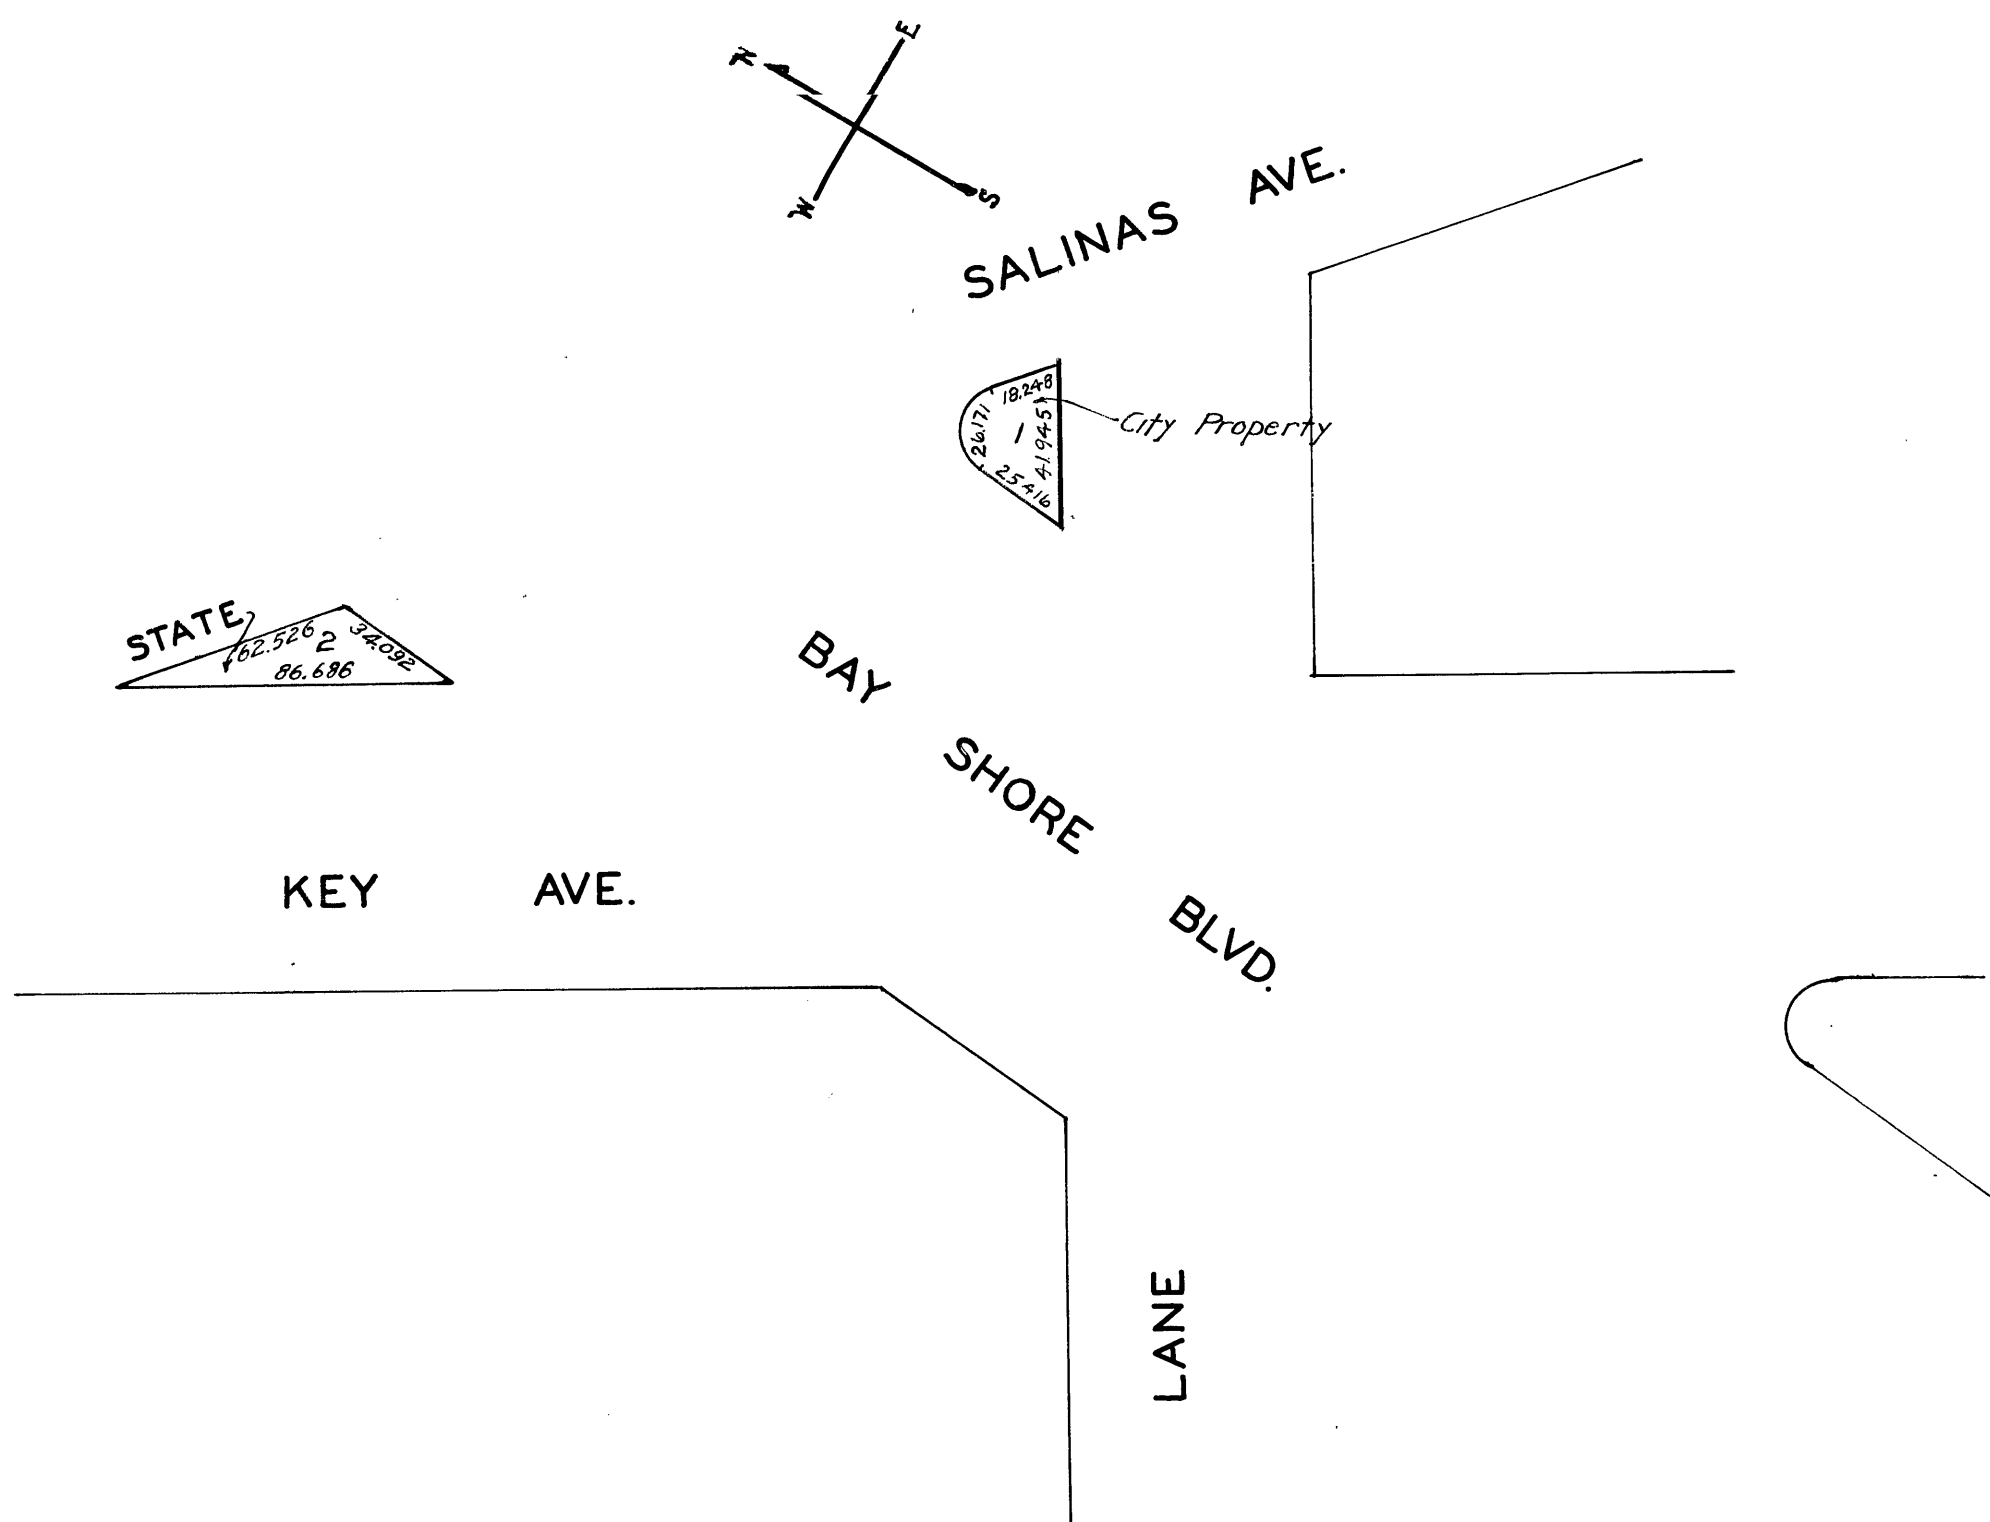 N
E
W
S
SALINAS AVE.
18.248
26.171
1
41.9451
25.416
City Property
STATE
62.526
2
34.092
86.686
BAY SHORE BLVD.
KEY AVE.
LANE